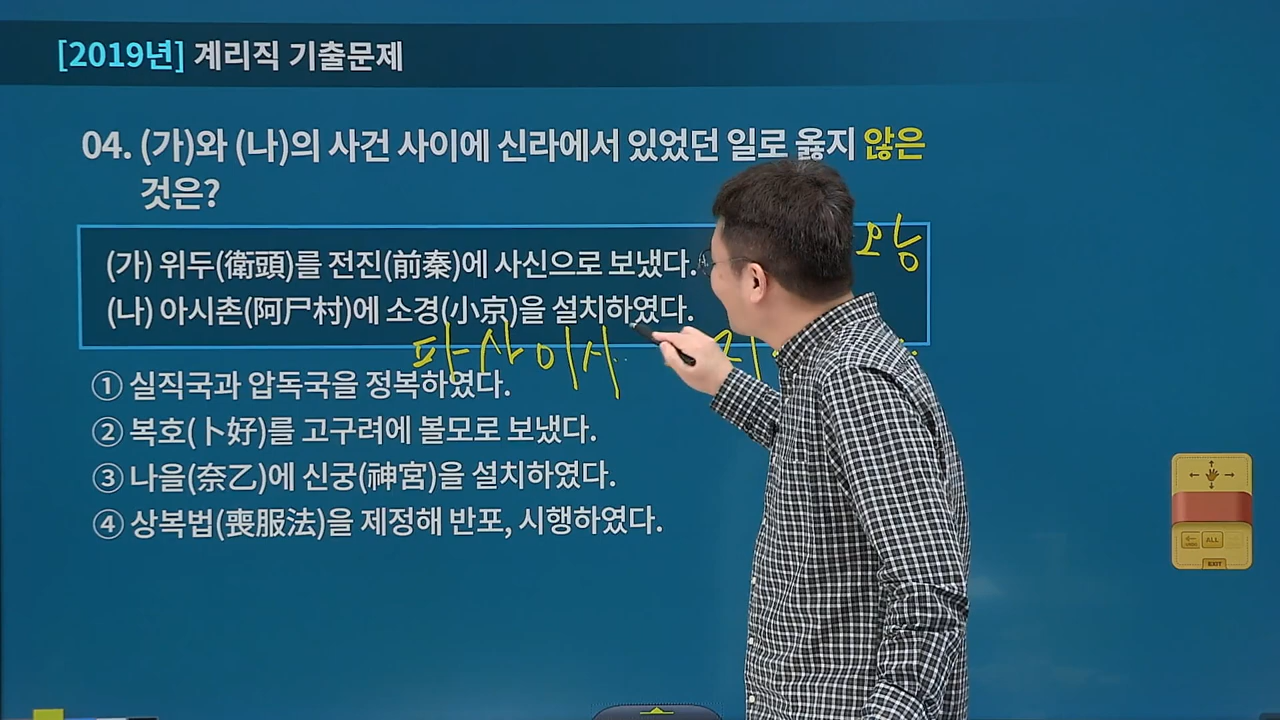 [2019년] 계리직 기출문제
04. (가)와 (나)의 사건 사이에 신라에서 있었던 일로 옳지 않은
것은?
(가) 위두(衛頭)를 전진(前秦)에 사신으로 보냈다.
왕
(나) 아시촌(阿尸村)에 소경(小京)을 설치하였다.
파사이사
지
① 실직국과 압독국을 정복하였다.
② 복호(卜好)를 고구려에 볼모로 보냈다.
③ 나을(奈乙)에 신궁(神宮)을 설치하였다.
④ 상복법(喪服法)을 제정해 반포, 시행하였다.
ALL
EXIT